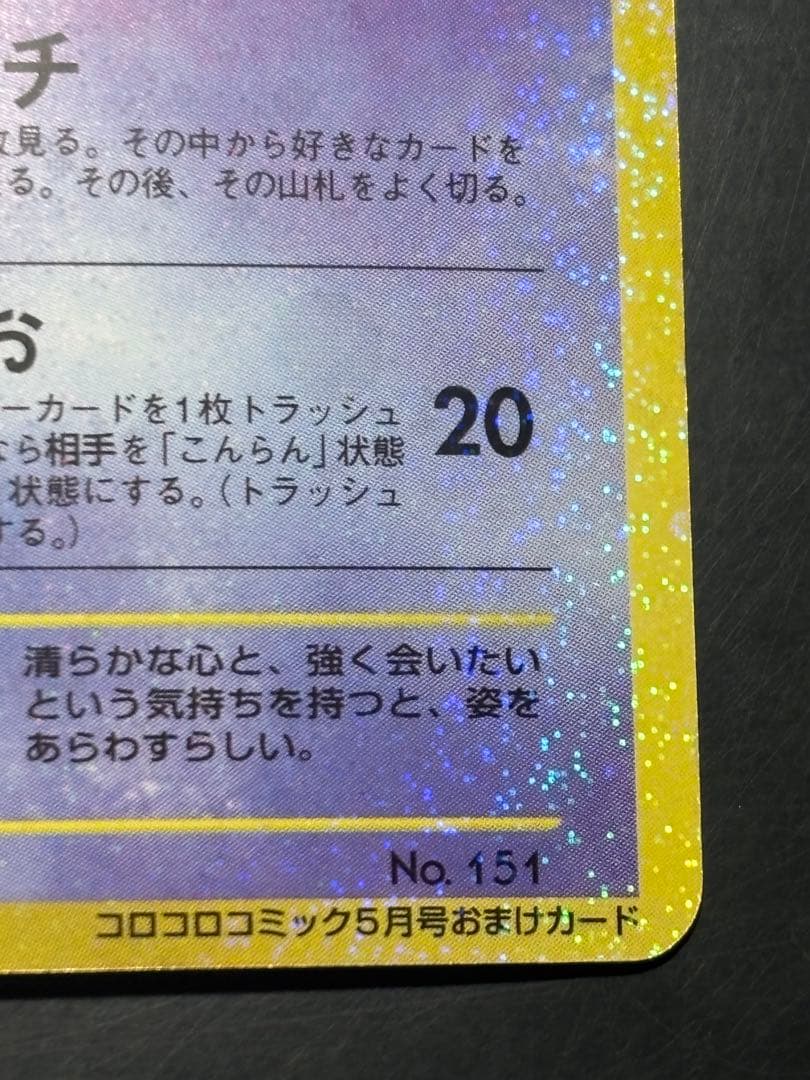 チ
見る。その中から好きなカードを
る。その後、その山札をよく切る。
お
ーカードを1枚トラッシュ
なら相手を「こんらん」状態
状態にする。(トラッシュ
する。)
20
清らかな心と、強く会いたい
という気持ちを持つと、姿を
あらわすらしい。
No. 151
コロコロコミック5月号おまけカード